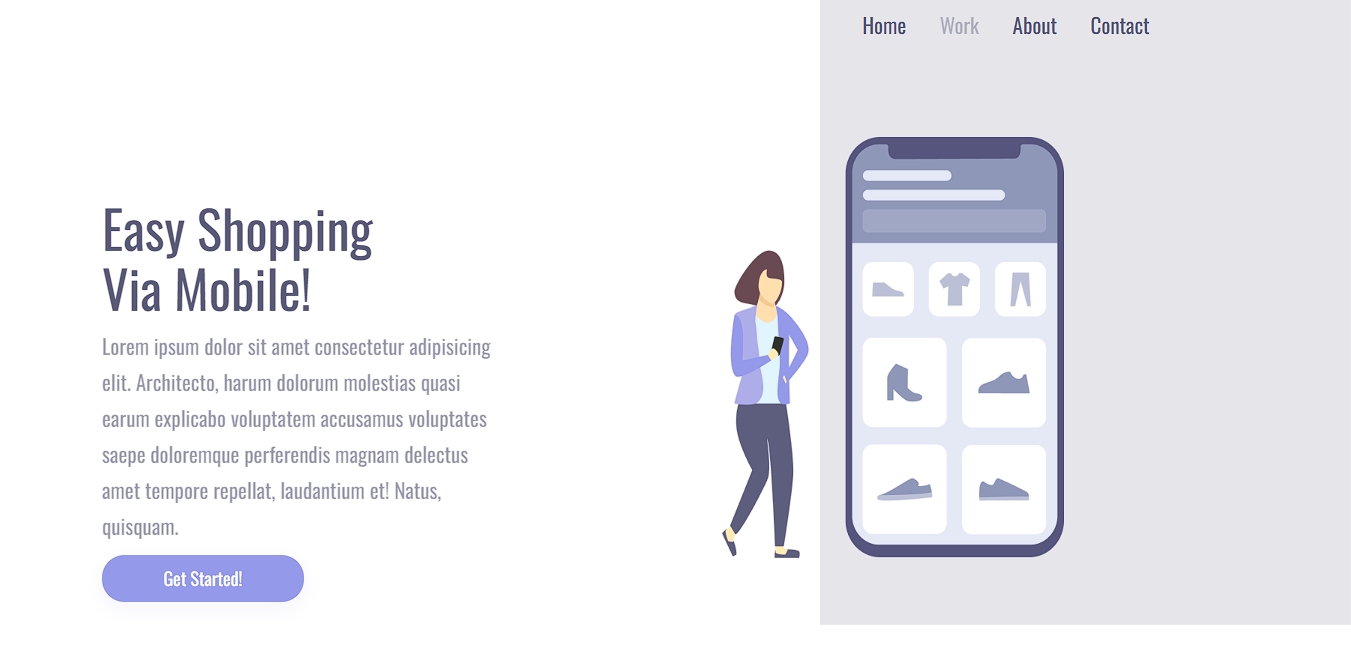 Home Work About Contact
Easy Shopping
Via Mobile!
Lorem ipsum dolor sit amet consectetur adipisicing
elit. Architecto, harum dolorum molestias quasi
earum explicabo voluptatem accusamus voluptates
saepe doloremque perferendis magnam delectus
amet tempore repellat, laudantium et! Natus,
quisquam.
Get Started!